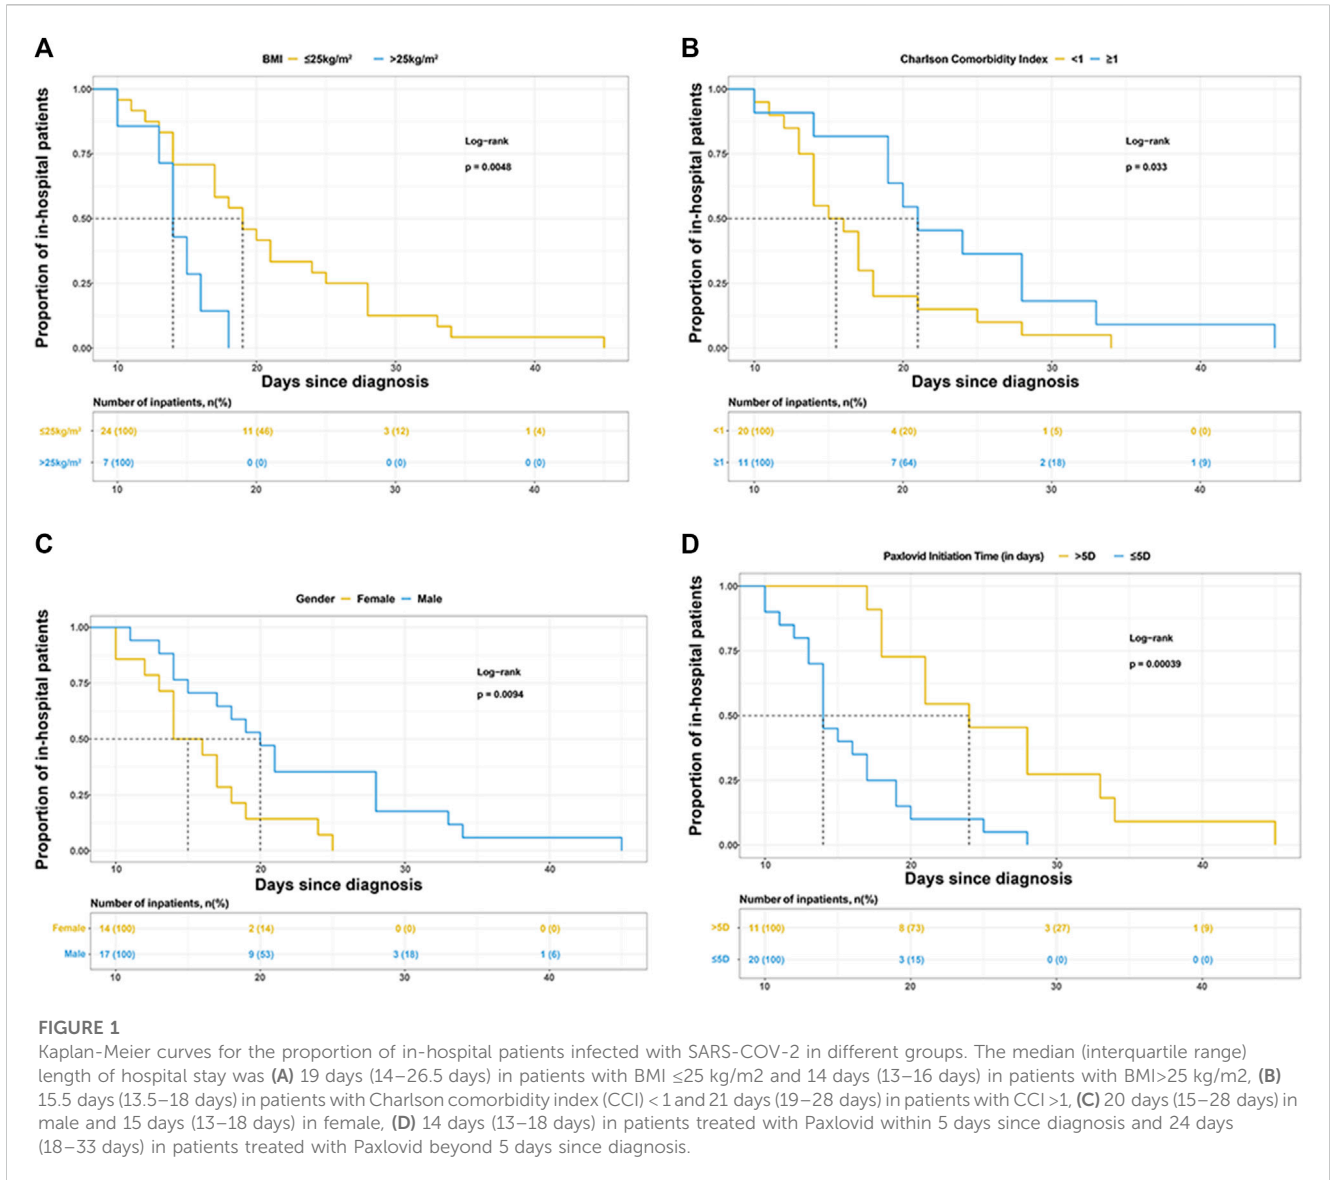 A
BMI ≤25kg/m² >25kg/m²
Proportion of in-hospital patients
1.00
0.75
0.50
0.25
0.00
Log-rank
p = 0.0048
10 20 30 40
Days since diagnosis
Number of inpatients, n(%)
≤25kg/m² 24 (100) 11 (46) 3 (12) 1 (4)
>25kg/m² 7 (100) 0 (0) 0 (0) 0 (0)
10 20 30 40
B
Charlson Comorbidity Index <1 ≥1
Proportion of in-hospital patients
1.00
0.75
0.50
0.25
0.00
Log-rank
p = 0.033
10 20 30 40
Days since diagnosis
Number of inpatients, n(%)
<1 20 (100) 4 (20) 1 (5) 0 (0)
≥1 11 (100) 7 (64) 2 (18) 1 (9)
10 20 30 40
C
Gender Female Male
Proportion of in-hospital patients
1.00
0.75
0.50
0.25
0.00
Log-rank
p = 0.0094
10 20 30 40
Days since diagnosis
Number of inpatients, n(%)
Female 14 (100) 2 (14) 0 (0) 0 (0)
Male 17 (100) 9 (53) 3 (18) 1 (6)
10 20 30 40
D
Paxlovid Initiation Time (in days) >5D ≤5D
Proportion of in-hospital patients
1.00
0.75
0.50
0.25
0.00
Log-rank
p = 0.00039
10 20 30 40
Days since diagnosis
Number of inpatients, n(%)
>5D 11 (100) 8 (73) 3 (27) 1 (9)
≤5D 20 (100) 3 (15) 0 (0) 0 (0)
10 20 30 40
FIGURE 1
Kaplan-Meier curves for the proportion of in-hospital patients infected with SARS-COV-2 in different groups. The median (interquartile range)
length of hospital stay was (A) 19 days (14–26.5 days) in patients with BMI ≤25 kg/m2 and 14 days (13–16 days) in patients with BMI>25 kg/m2, (B)
15.5 days (13.5–18 days) in patients with Charlson comorbidity index (CCI) < 1 and 21 days (19–28 days) in patients with CCI >1, (C) 20 days (15–28 days) in
male and 15 days (13–18 days) in female, (D) 14 days (13–18 days) in patients treated with Paxlovid within 5 days since diagnosis and 24 days
(18–33 days) in patients treated with Paxlovid beyond 5 days since diagnosis.